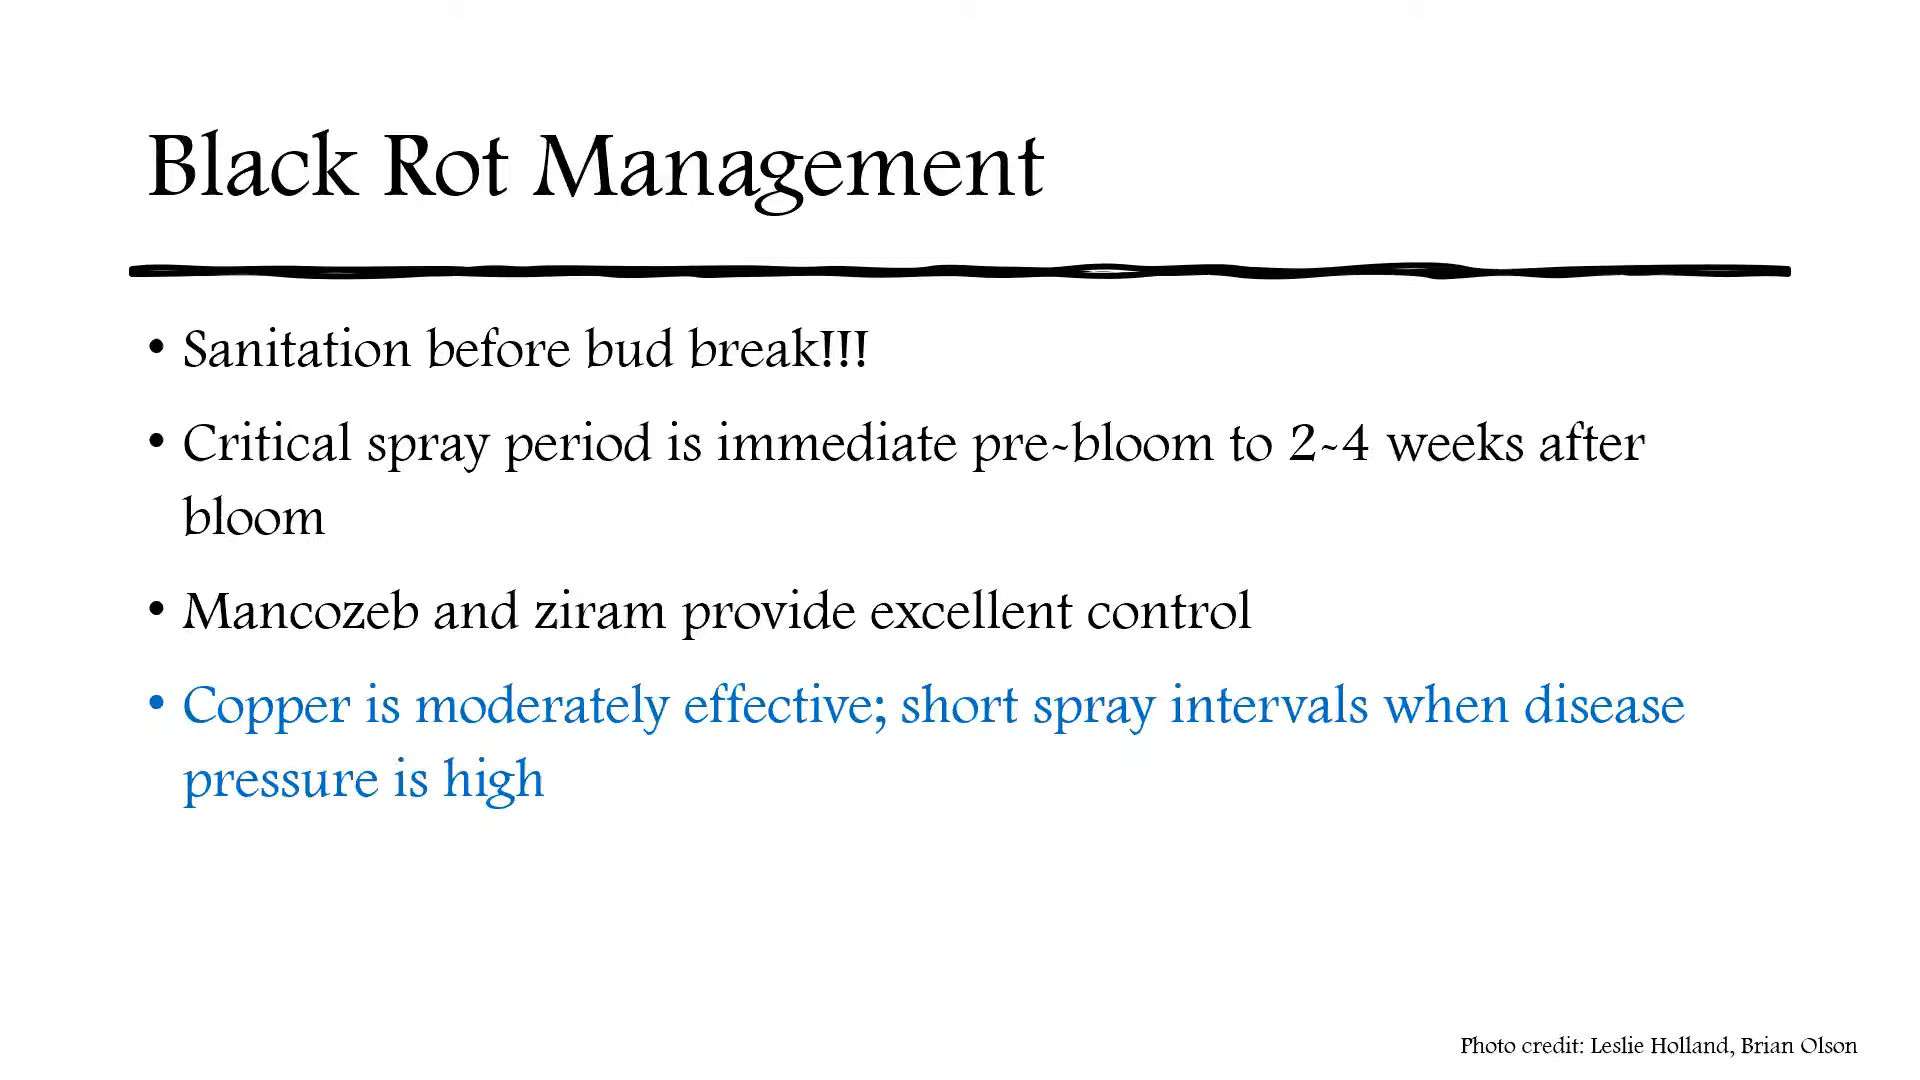 Black Rot Management
• Sanitation before bud break!!!
• Critical spray period is immediate pre-bloom to 2-4 weeks after
bloom
• Mancozeb and ziram provide excellent control
• Copper is moderately effective; short spray intervals when disease
pressure is high
Photo credit: Leslie Holland, Brian Olson